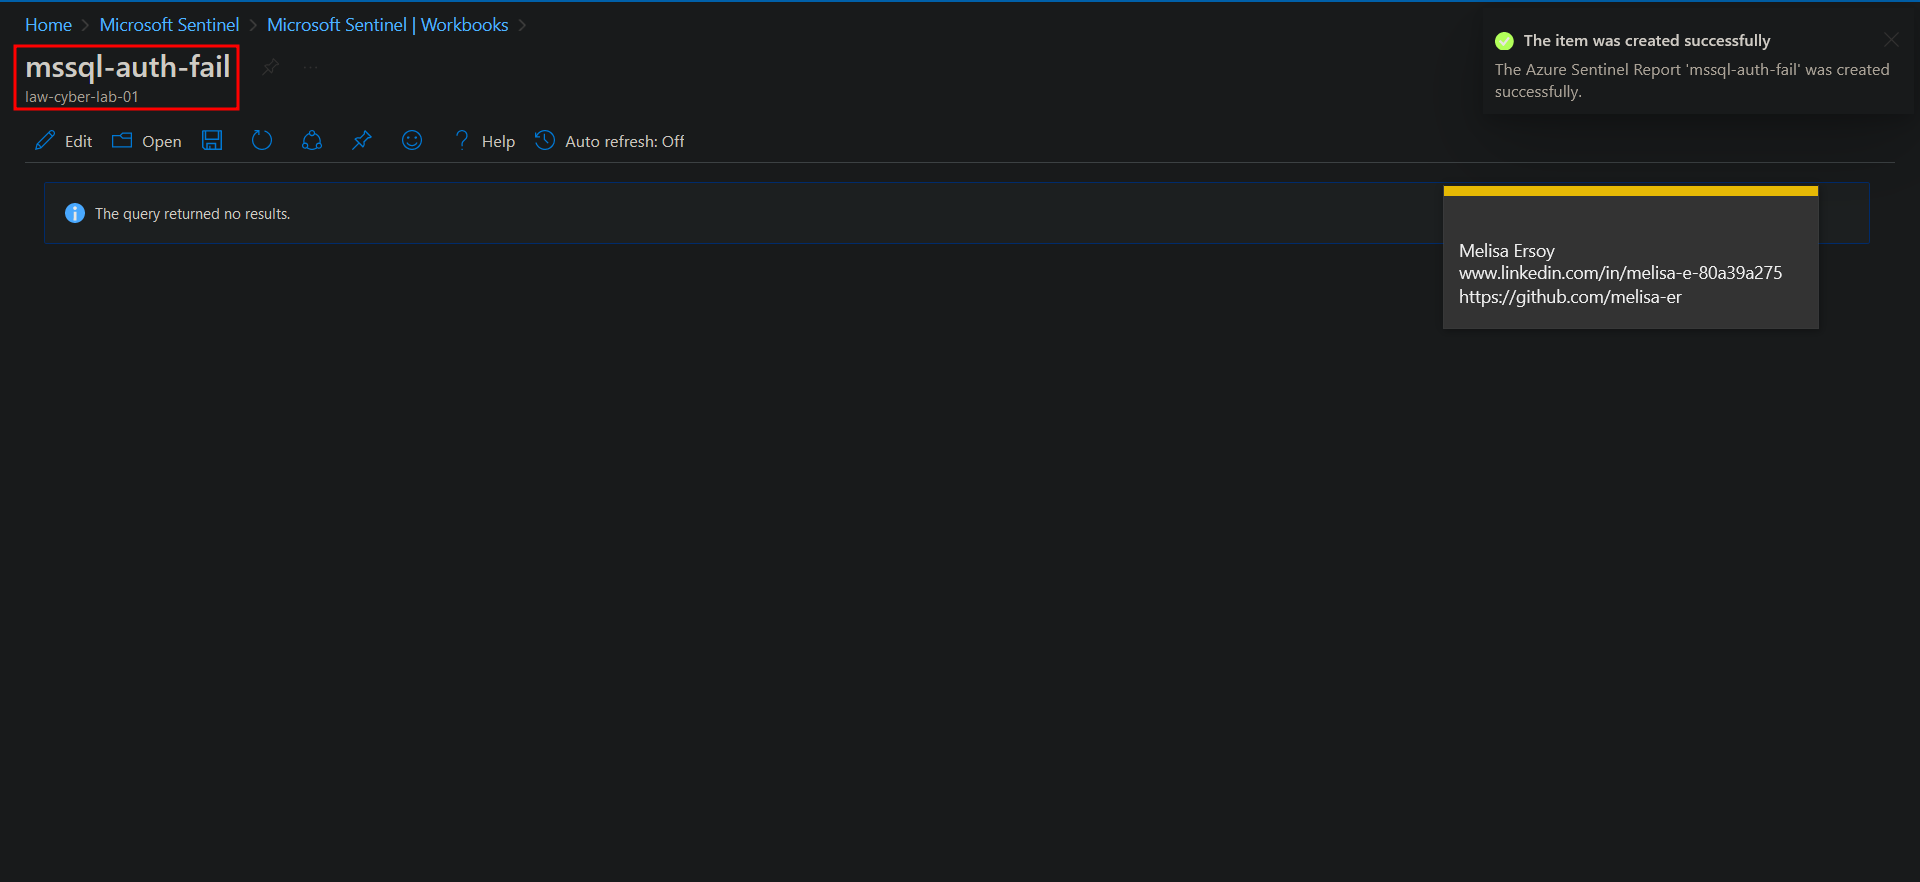 Home > Microsoft Sentinel > Microsoft Sentinel | Workbooks >
mssql-auth-fail
law-cyber-lab-01
Edit Open Help Auto refresh: Off
The item was created successfully
The Azure Sentinel Report 'mssql-auth-fail' was created
successfully.
The query returned no results.
Melisa Ersoy
www.linkedin.com/in/melisa-e-80a39a275
https://github.com/melisa-er